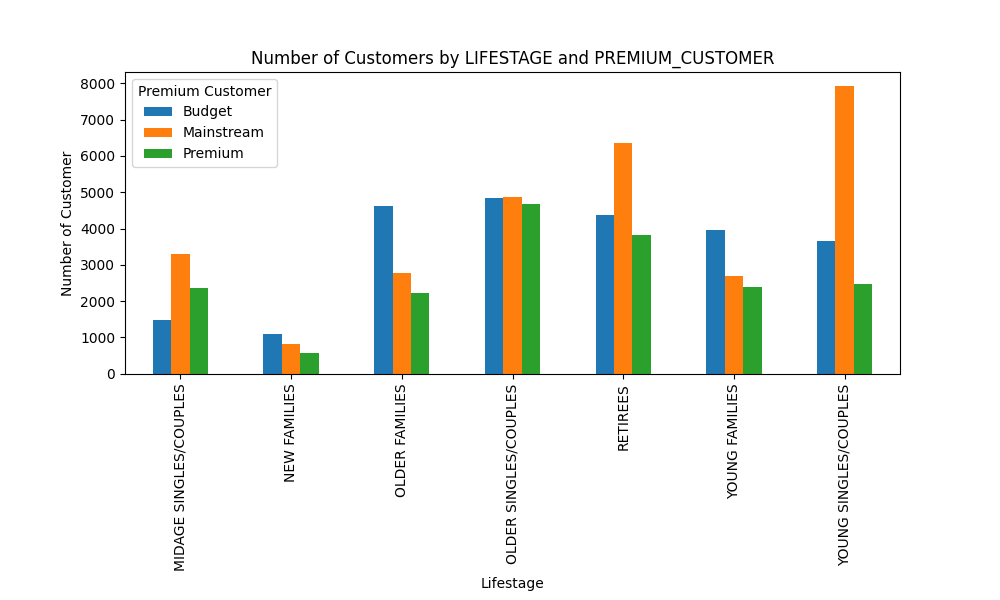 Number of Customers by LIFESTAGE and PREMIUM_CUSTOMER
Premium Customer
Budget
Mainstream
Premium
Number of Customer
8000
7000
6000
5000
4000
3000
2000
1000
0
MIDAGE SINGLES/COUPLES
NEW FAMILIES
OLDER FAMILIES
OLDER SINGLES/COUPLES
RETIREES
YOUNG FAMILIES
YOUNG SINGLES/COUPLES
Lifestage